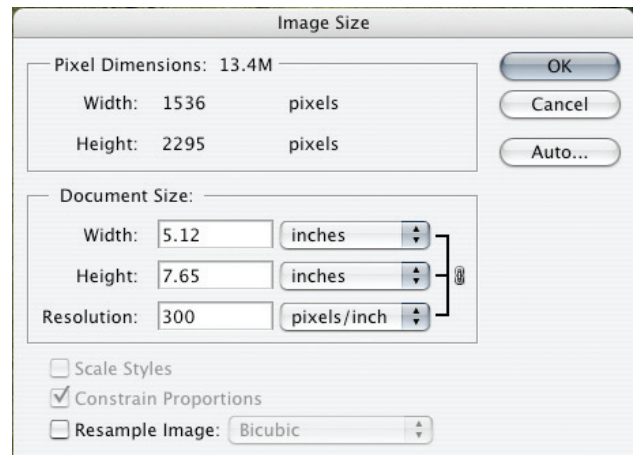 Image Size
Pixel Dimensions: 13.4M
Width: 1536 pixels
Height: 2295 pixels
OK
Cancel
Auto...
Document Size:
Width: 5.12 inches
Height: 7.65 inches
Resolution: 300 pixels/inch
Scale Styles
Constrain Proportions
Resample Image: Bicubic